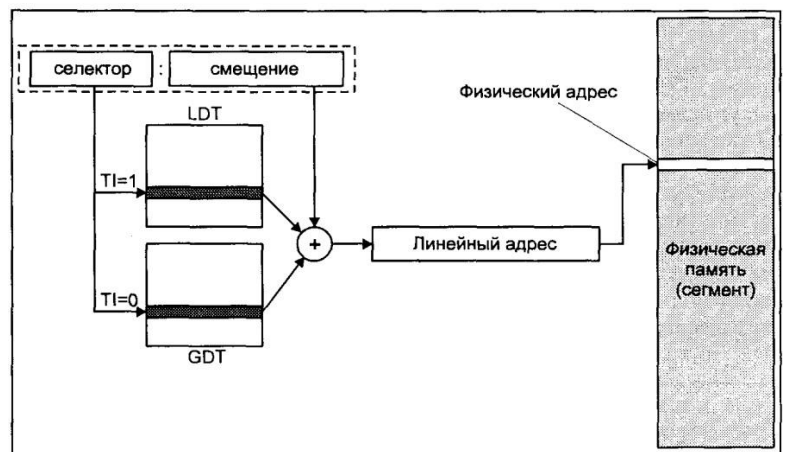 селектор : смещение
LDT
Физический адрес
TI=1
+
Линейный адрес
Физическая
память
(сегмент)
TI=0
GDT